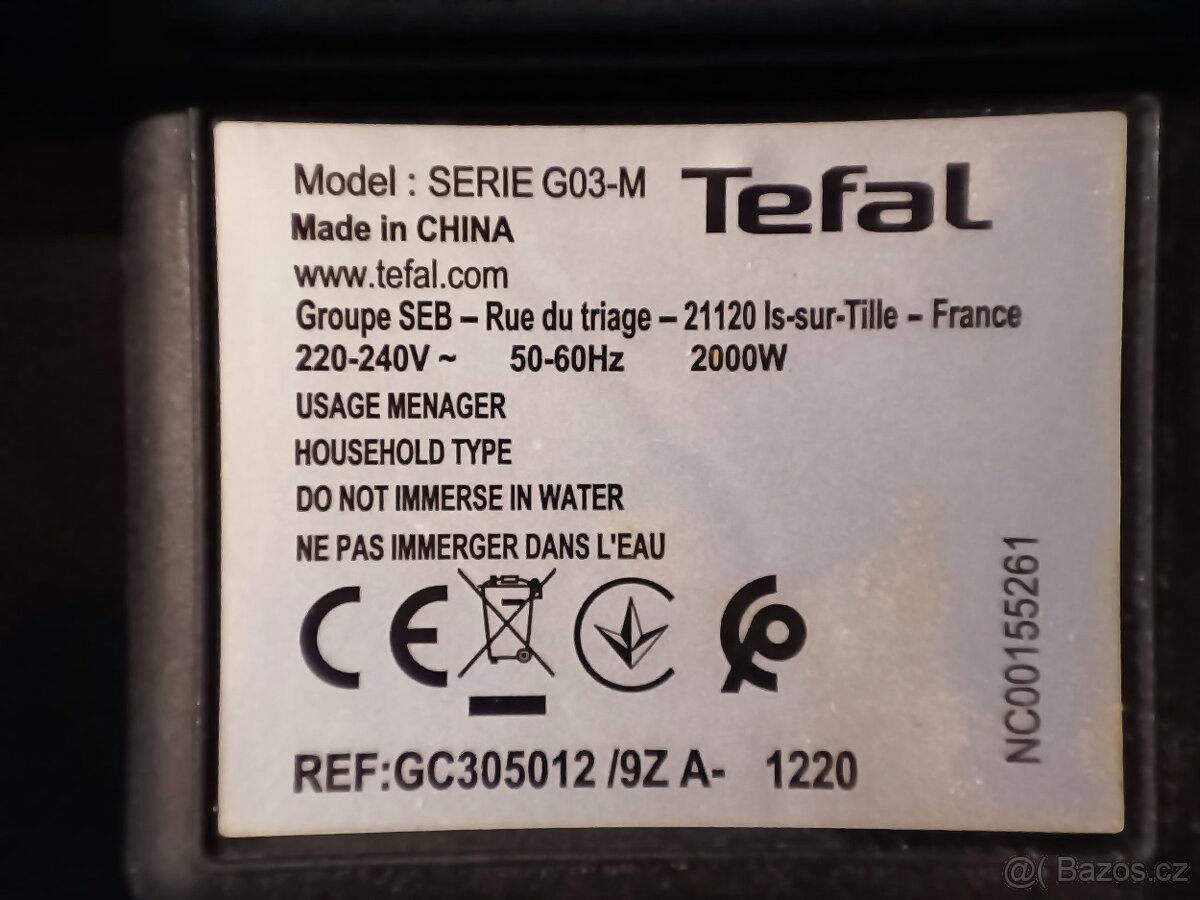 Model : SERIE G03-M
Tefal
Made in CHINA
www.tefal.com
Groupe SEB – Rue du triage – 21120 Is-sur-Tille – France
220-240V ~ 50-60Hz 2000W
USAGE MENAGER
HOUSEHOLD TYPE
DO NOT IMMERSE IN WATER
NE PAS IMMERGER DANS L'EAU
CE
REF:GC305012 /9Z A- 1220
NC00155261
@( Bazos.cz